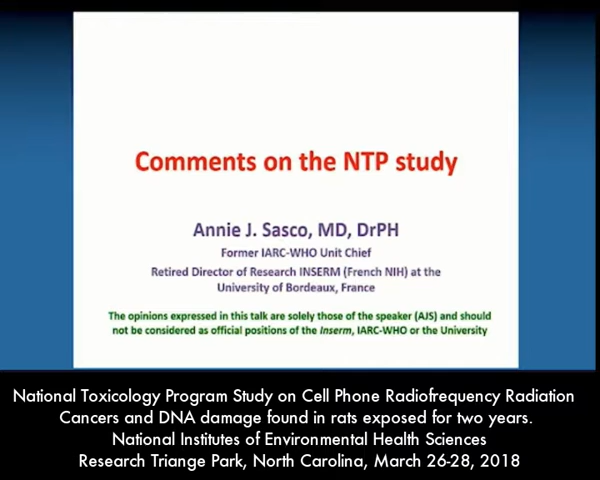 Comments on the NTP study
Annie J. Sasco, MD, DrPH
Former IARC-WHO Unit Chief
Retired Director of Research INSERM (French NIH) at the
University of Bordeaux, France
The opinions expressed in this talk are solely those of the speaker (AJS) and should
not be considered as official positions of the Inserm, IARC-WHO or the University
National Toxicology Program Study on Cell Phone Radiofrequency Radiation
Cancers and DNA damage found in rats exposed for two years.
National Institutes of Environmental Health Sciences
Research Triange Park, North Carolina, March 26-28, 2018